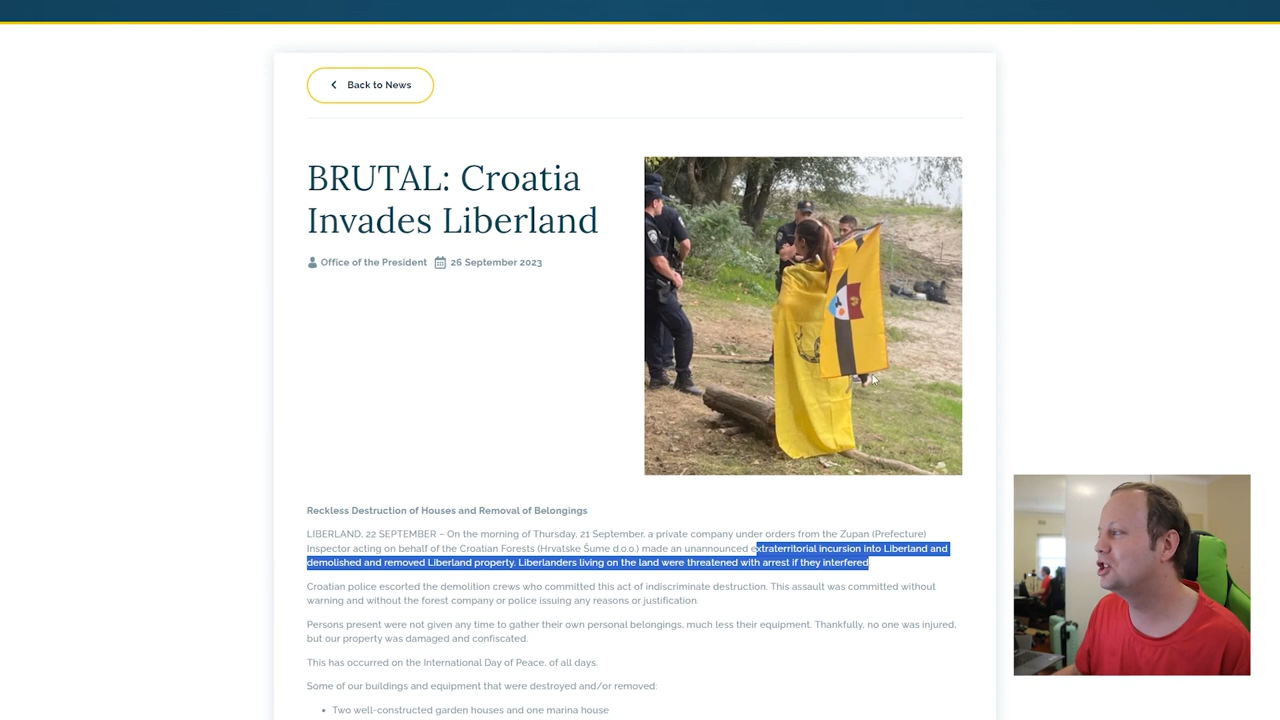 Back to News
BRUTAL: Croatia
Invades Liberland
Office of the President 26 September 2023
Reckless Destruction of Houses and Removal of Belongings
LIBERLAND, 22 SEPTEMBER – On the morning of Thursday, 21 September, a private company under orders from the Zupan (Prefecture)
Inspector acting on behalf of the Croatian Forests (Hrvatske Šume d.o.o.) made an unannounced extraterritorial incursion into Liberland and
demolished and removed Liberland property. Liberlanders living on the land were threatened with arrest if they interfered
Croatian police escorted the demolition crews who committed this act of indiscriminate destruction. This assault was committed without
warning and without the forest company or police issuing any reasons or justification.
Persons present were not given any time to gather their own personal belongings, much less their equipment. Thankfully, no one was injured,
but our property was damaged and confiscated.
This has occurred on the International Day of Peace, of all days.
Some of our buildings and equipment that were destroyed and/or removed:
• Two well-constructed garden houses and one marina house